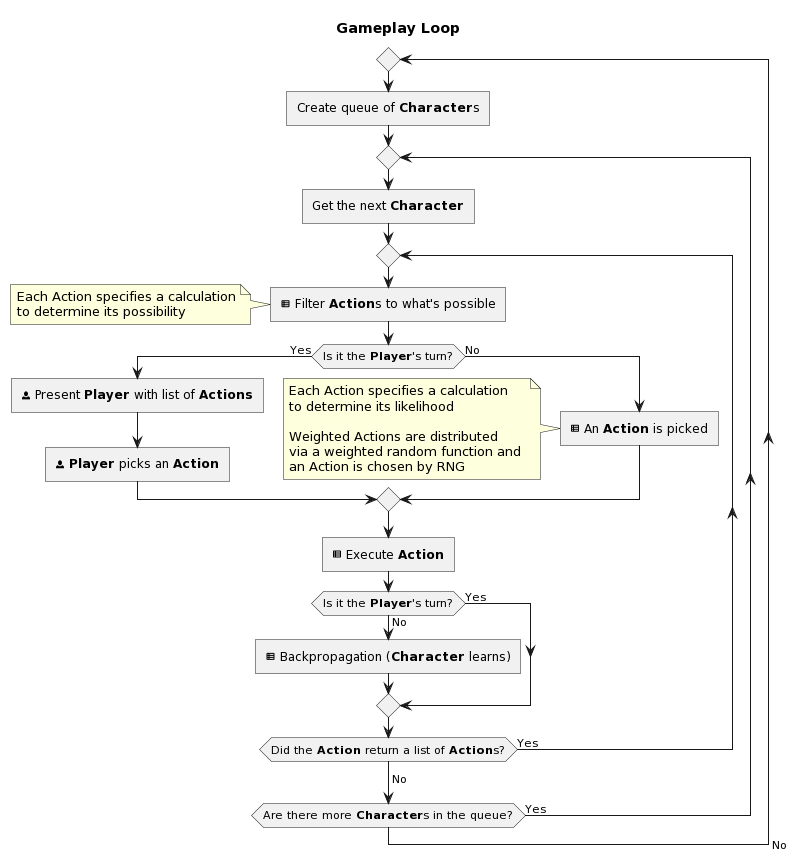 Gameplay Loop
Create queue of Characters
Get the next Character
Each Action specifies a calculation
to determine its possibility
Filter Actions to what's possible
Is it the Player's turn?
Yes
No
Present Player with list of Actions
Player picks an Action
Each Action specifies a calculation
to determine its likelihood
Weighted Actions are distributed
via a weighted random function and
an Action is chosen by RNG
An Action is picked
Execute Action
Is it the Player's turn?
Yes
No
Backpropagation (Character learns)
Did the Action return a list of Actions?
Yes
No
Are there more Characters in the queue?
Yes
No